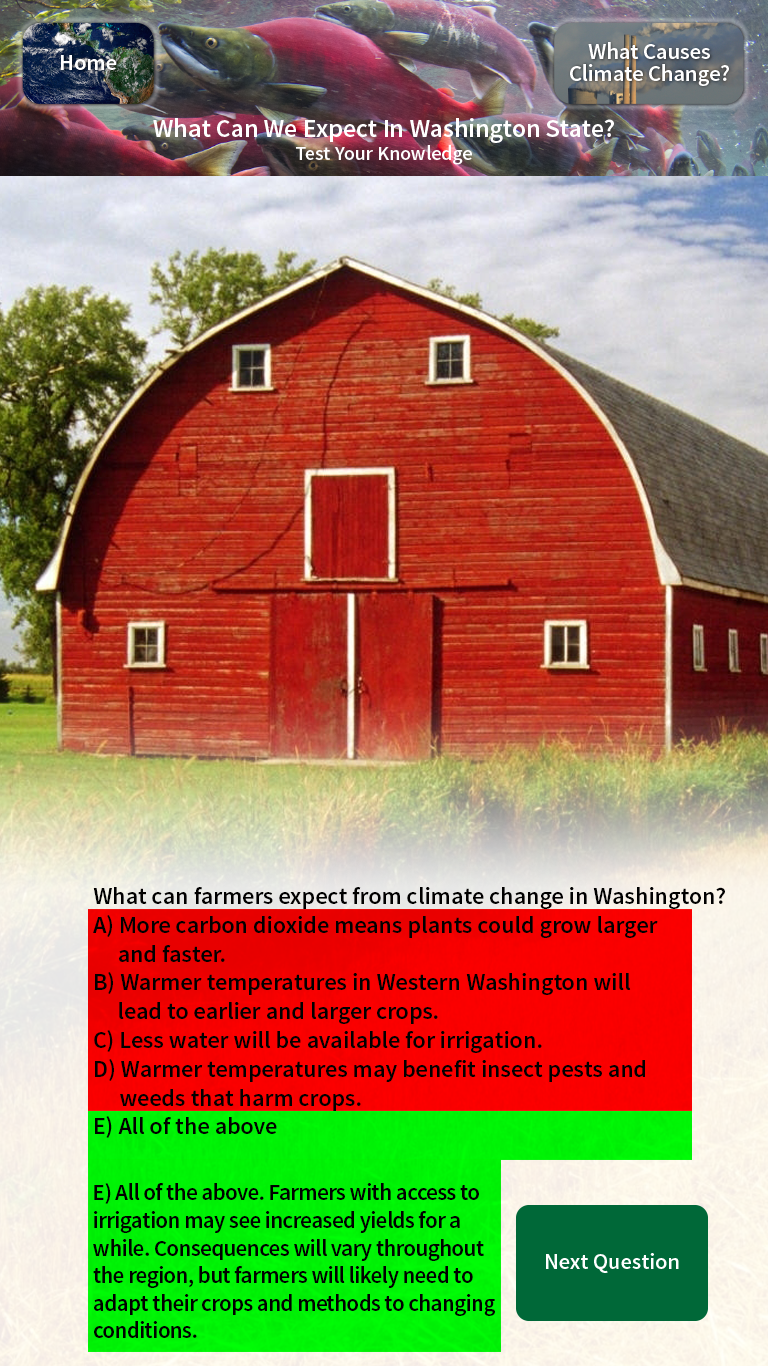 Home
What Causes
Climate Change?
What Can We Expect In Washington State?
Test Your Knowledge
What can farmers expect from climate change in Washington?
A) More carbon dioxide means plants could grow larger
and faster.
B) Warmer temperatures in Western Washington will
lead to earlier and larger crops.
C) Less water will be available for irrigation.
D) Warmer temperatures may benefit insect pests and
weeds that harm crops.
E) All of the above
E) All of the above. Farmers with access to
irrigation may see increased yields for a
while. Consequences will vary throughout
the region, but farmers will likely need to
adapt their crops and methods to changing
conditions.
Next Question